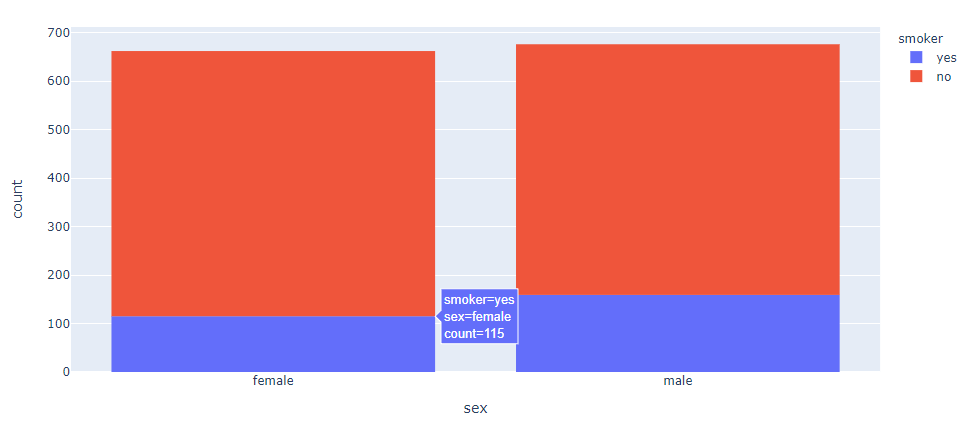 700
600
500
400
300
200
100
0
count
smoker
yes
no
smoker=yes
sex=female
count=115
female
male
sex